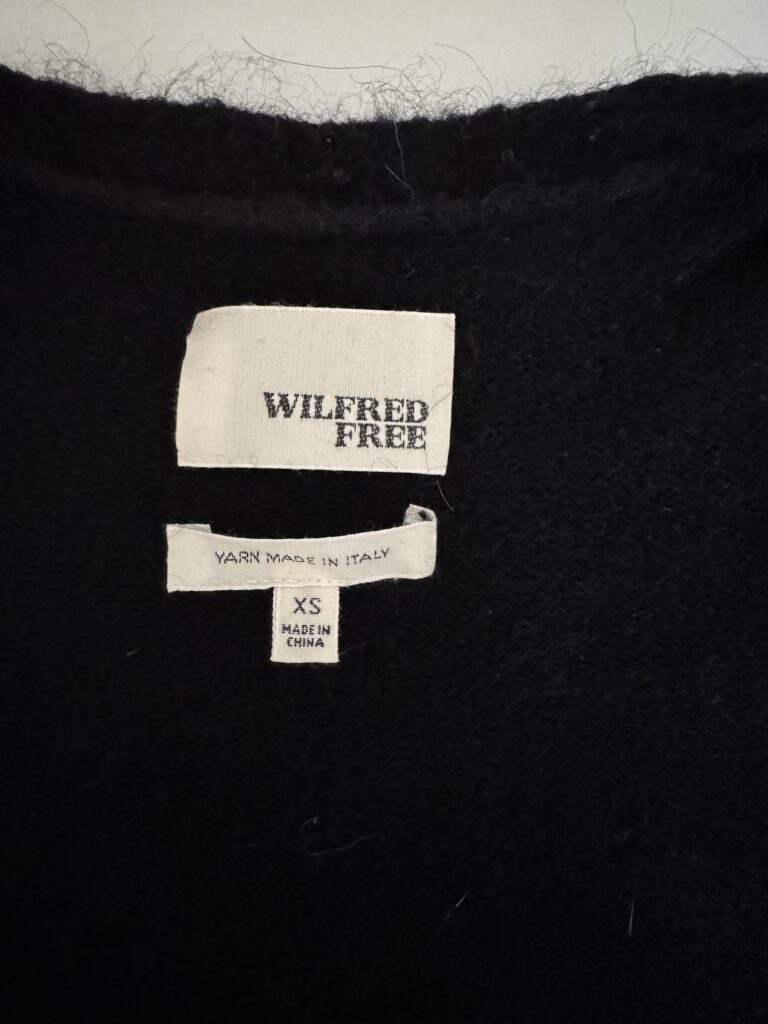 WILFRED
FREE
YARN MADE IN ITALY
XS
MADE IN
CHINA